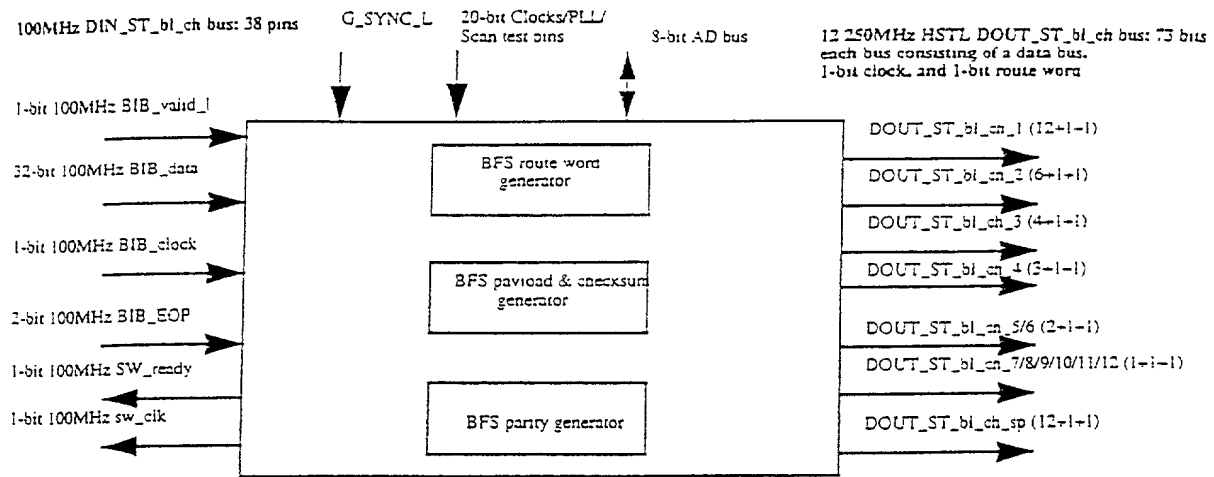 100MHz DIN_ST_bl_ch bus: 38 pins
G_SYNC_L
20-bit Clocks/PLL/
Scan test pins
8-bit AD bus
12 250MHz HSTL DOUT_ST_bl_ch bus: 73 bits
each bus consisting of a data bus.
1-bit clock, and 1-bit route word
1-bit 100MHz BIB_valid_l
32-bit 100MHz BIB_data
1-bit 100MHz BIB_clock
2-bit 100MHz BIB_EOP
1-bit 100MHz SW_ready
1-bit 100MHz sw_clk
BFS route word
generator
BFS payload & checksum
generator
BFS parity generator
DOUT_ST_bl_ch_1 (12+1+1)
DOUT_ST_bl_ch_2 (6+1+1)
DOUT_ST_bl_ch_3 (4+1+1)
DOUT_ST_bl_ch_4 (3+1+1)
DOUT_ST_bl_ch_5/6 (2+1+1)
DOUT_ST_bl_ch_7/8/9/10/11/12 (1+1+1)
DOUT_ST_bl_ch_sp (12+1+1)